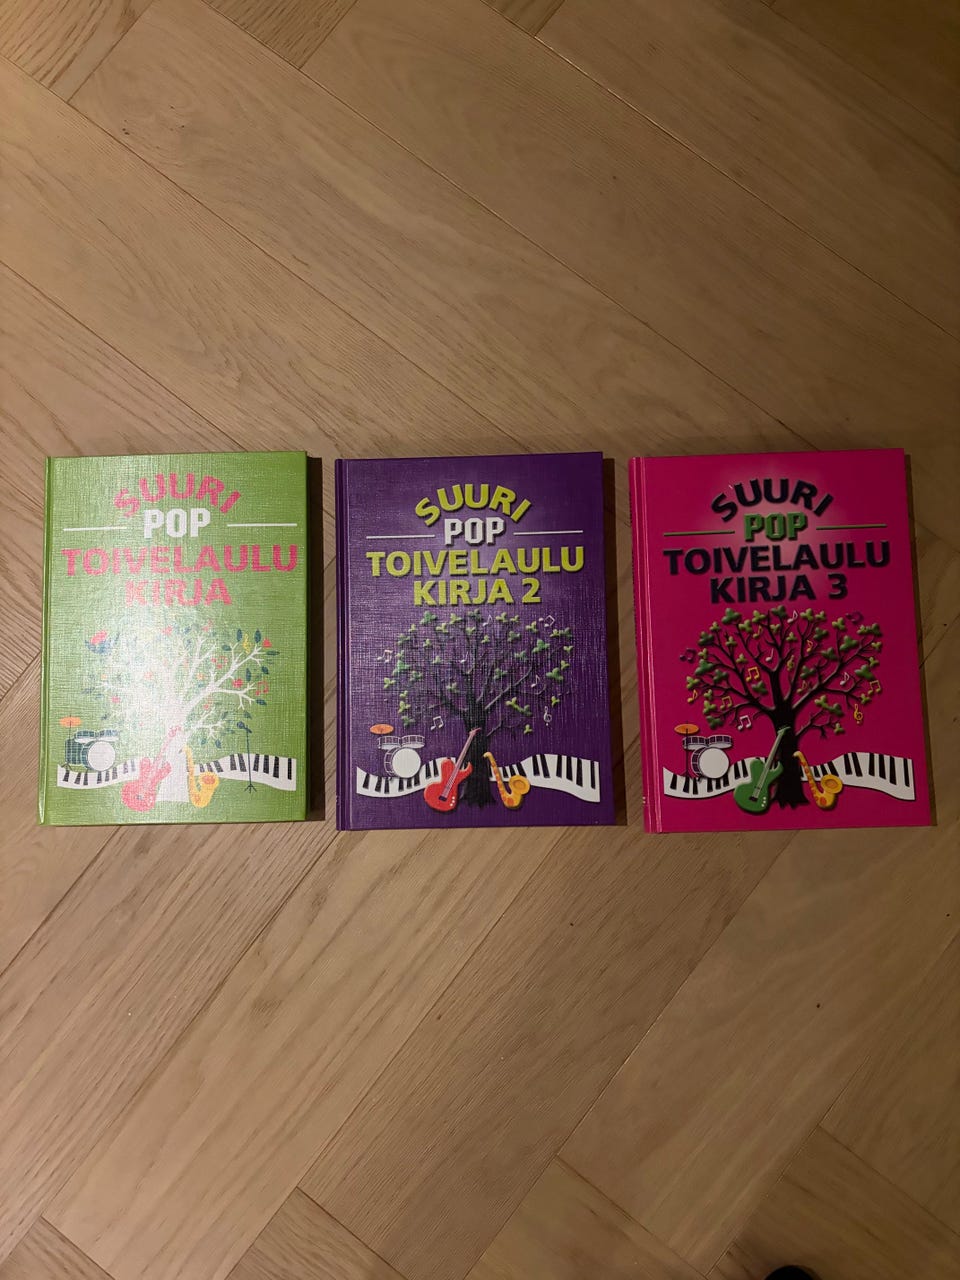 SUURI
POP
TOIVELAULU
KIRJA
SUURI
POP
TOIVELAULU
KIRJA 2
SUURI
POP
TOIVELAULU
KIRJA 3